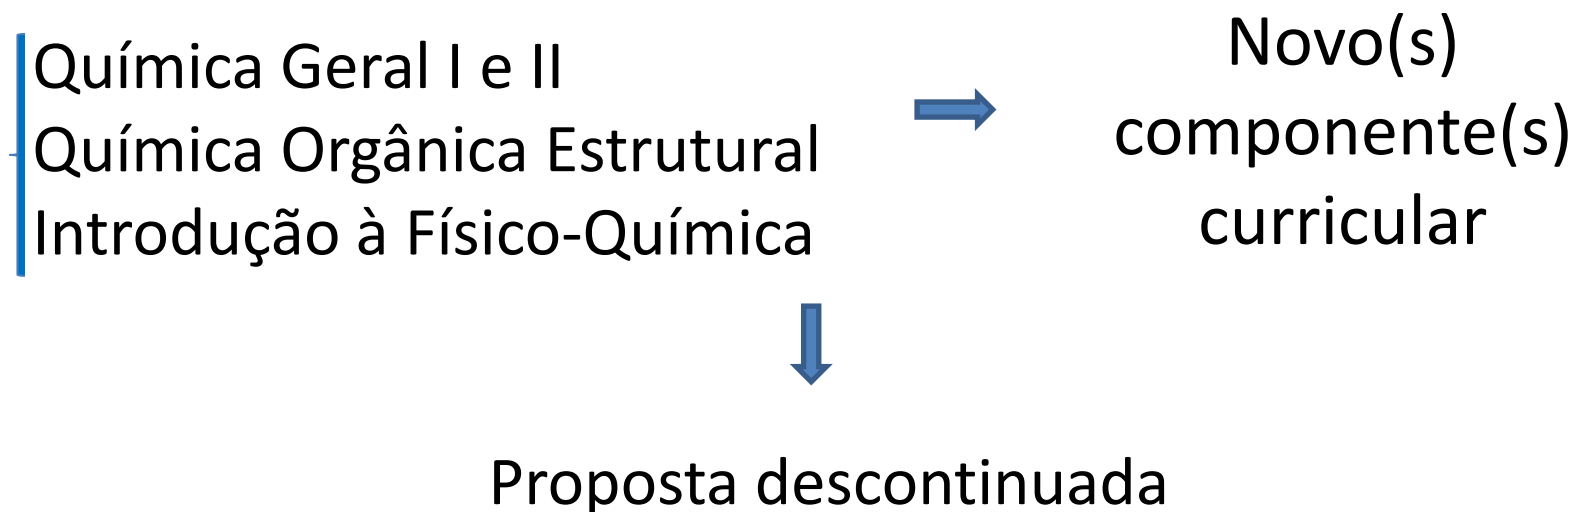 Química Geral I e II
Química Orgânica Estrutural
Introdução à Físico-Química
Novo(s)
componente(s)
curricular
Proposta descontinuada